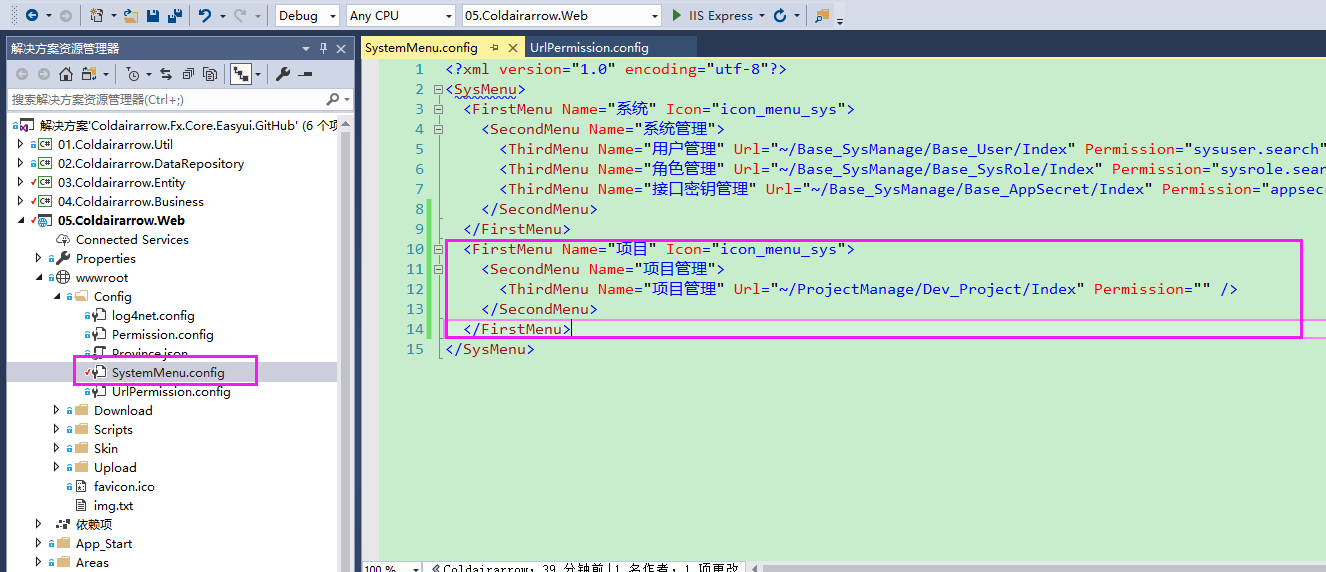 Debug Any CPU 05.Coldairarrow.Web IIS Express
解决方案资源管理器
搜索解决方案资源管理器(Ctrl+;)
解决方案'Coldairarrow.Fx.Core.Easyui.GitHub' (6 个项
01.Coldairarrow.Util
02.Coldairarrow.DataRepository
03.Coldairarrow.Entity
04.Coldairarrow.Business
05.Coldairarrow.Web
Connected Services
Properties
wwwroot
Config
log4net.config
Permission.config
Province.json
SystemMenu.config
UrlPermission.config
Download
Scripts
Skin
Upload
favicon.ico
img.txt
依赖项
App_Start
Areas
SystemMenu.config UrlPermission.config
1 <?xml version="1.0" encoding="utf-8"?>
2 <SysMenu>
3 <FirstMenu Name="系统" Icon="icon_menu_sys">
4 <SecondMenu Name="系统管理">
5 <ThirdMenu Name="用户管理" Url="~/Base_SysManage/Base_User/Index" Permission="sysuser.search"
6 <ThirdMenu Name="角色管理" Url="~/Base_SysManage/Base_SysRole/Index" Permission="sysrole.sear
7 <ThirdMenu Name="接口密钥管理" Url="~/Base_SysManage/Base_AppSecret/Index" Permission="appsec
8 </SecondMenu>
9 </FirstMenu>
10 <FirstMenu Name="项目" Icon="icon_menu_sys">
11 <SecondMenu Name="项目管理">
12 <ThirdMenu Name="项目管理" Url="~/ProjectManage/Dev_Project/Index" Permission="" />
13 </SecondMenu>
14 </FirstMenu>
15 </SysMenu>
100 % Coldairarrow，39 分钟前|1 名作者，1 项更改